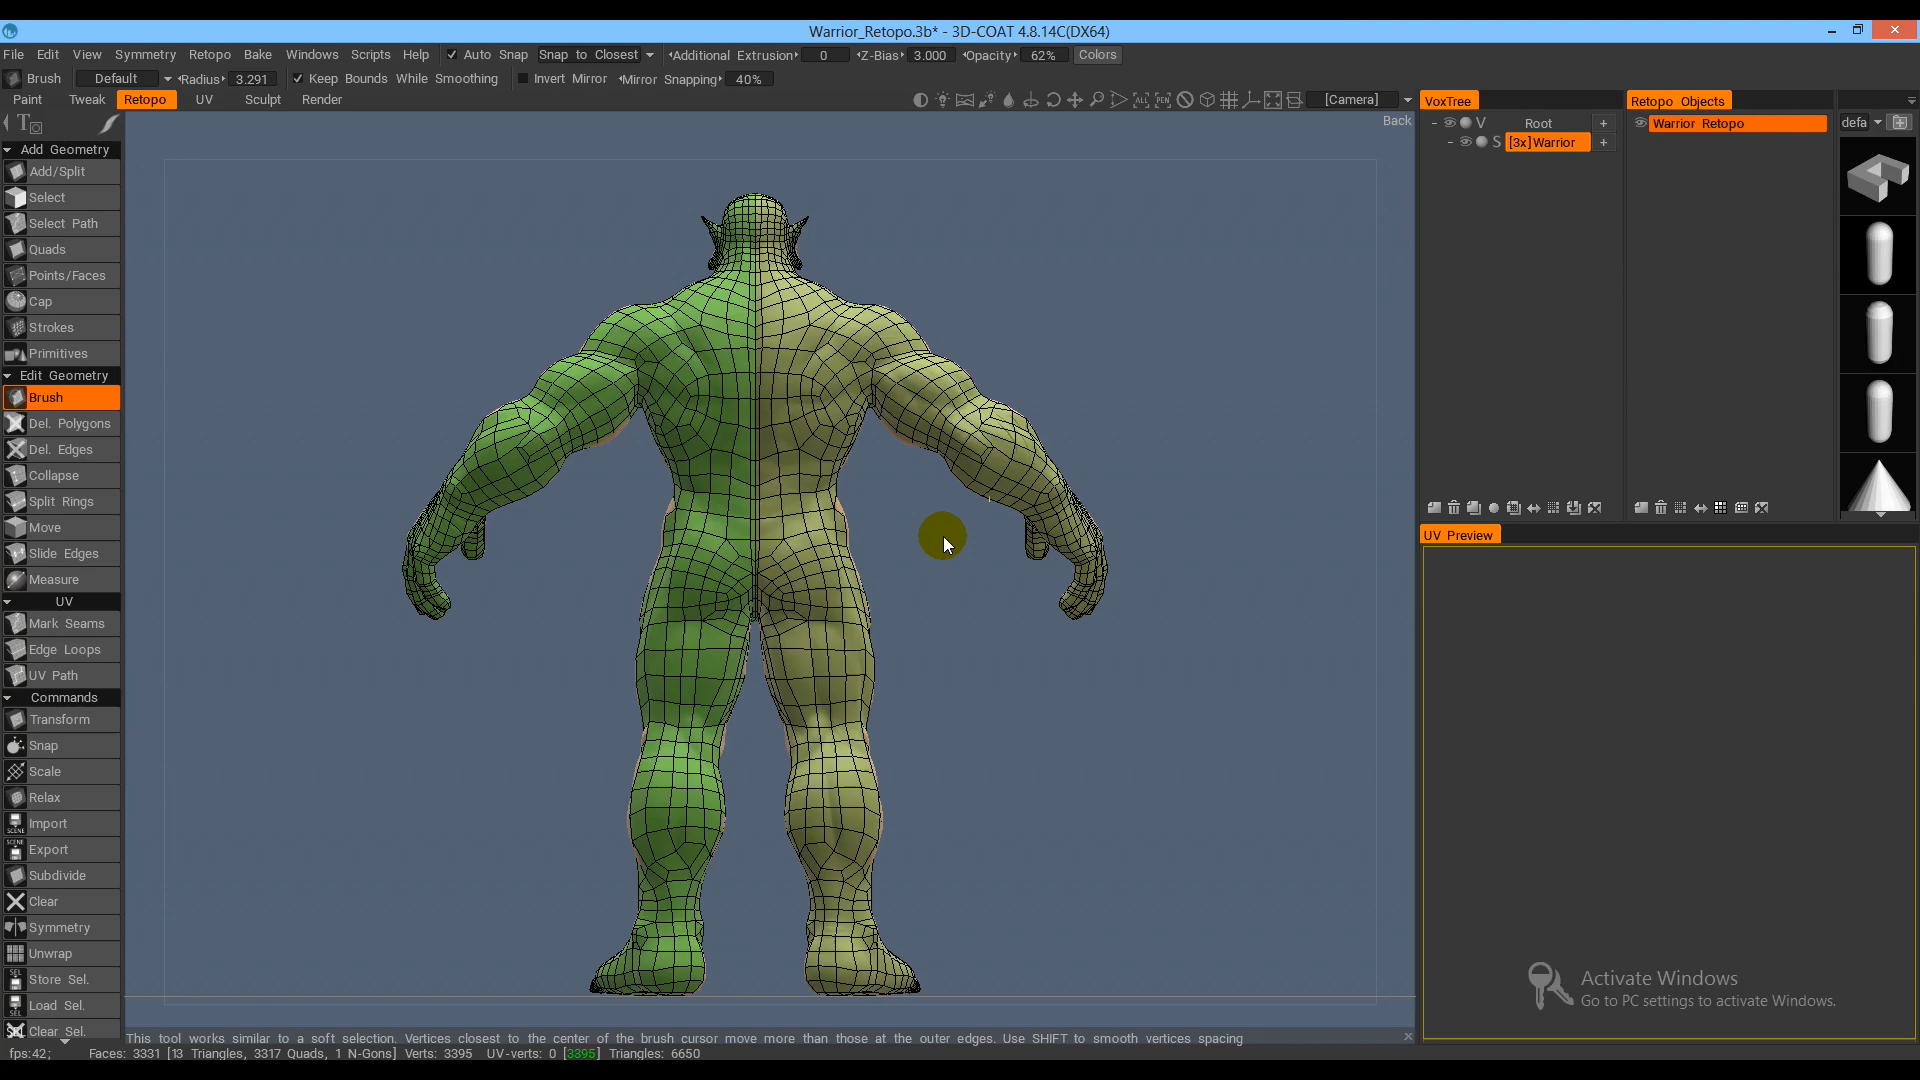 Warrior_Retopo.3b* - 3D-COAT 4.8.14C(DX64)
File Edit View Symmetry Retopo Bake Windows Scripts Help Auto Snap Snap to Closest Additional Extrusion 0 Z-Bias 3.000 Opacity 62% Colors
Brush Default Radius 3.291 Keep Bounds While Smoothing Invert Mirror Mirror Snapping 40%
Paint Tweak Retopo UV Sculpt Render ALL PEN [Camera]
VoxTree
Retopo Objects
Back
Root
[3x]Warrior
V
S
Warrior Retopo
defa
Add Geometry
Add/Split
Select
Select Path
Quads
Points/Faces
Cap
Strokes
Primitives
Edit Geometry
Brush
Del. Polygons
Del. Edges
Collapse
Split Rings
Move
Slide Edges
Measure
UV
Mark Seams
Edge Loops
UV Path
Commands
Transform
Snap
Scale
Relax
Import
Export
Subdivide
Clear
Symmetry
Unwrap
Store Sel.
Load Sel.
Clear Sel.
UV Preview
Activate Windows
Go to PC settings to activate Windows.
This tool works similar to a soft selection. Vertices closest to the center of the brush cursor move more than those at the outer edges. Use SHIFT to smooth vertices spacing
fps:42; Faces: 3331 [13 Triangles, 3317 Quads, 1 N-Gons] Verts: 3395 UV-verts: 0 [3395] Triangles: 6650